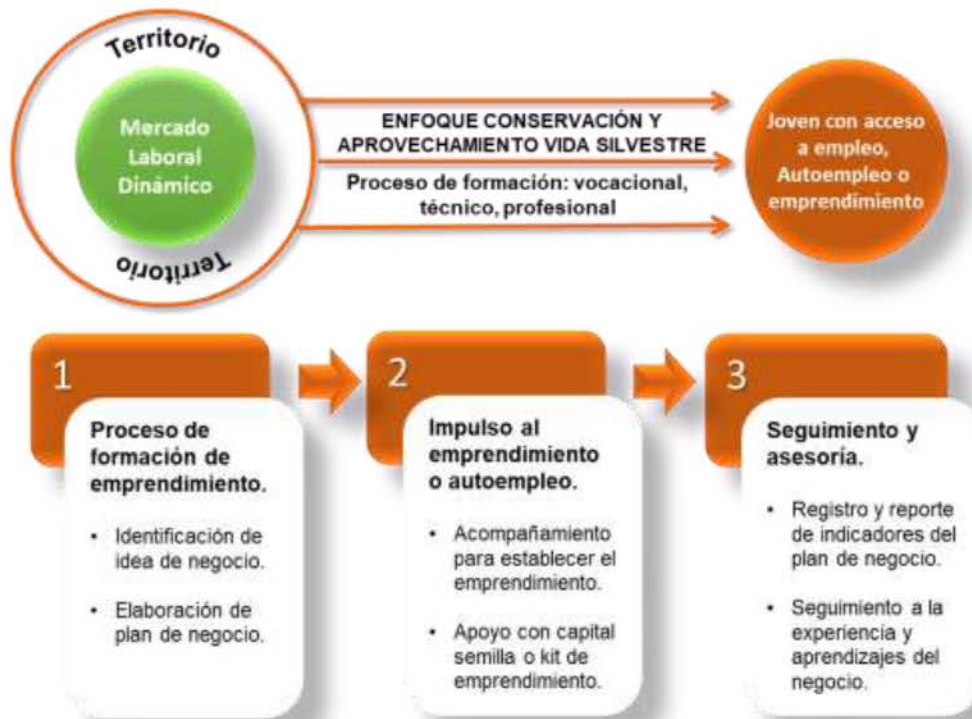 Territorio
Mercado
Laboral
Dinámico
Territorio
ENFOQUE CONSERVACIÓN Y
APROVECHAMIENTO VIDA SILVESTRE
Proceso de formación: vocacional,
técnico, profesional
Joven con acceso
a empleo,
Autoempleo o
emprendimiento
1
Proceso de
formación de
emprendimiento.
• Identificación de
idea de negocio.
• Elaboración de
plan de negocio.
2
Impulso al
emprendimiento
o autoempleo.
• Acompañamiento
para establecer el
emprendimiento.
• Apoyo con capital
semilla o kit de
emprendimiento.
3
Seguimiento y
asesoría.
• Registro y reporte
de indicadores del
plan de negocio.
• Seguimiento a la
experiencia y
aprendizajes del
negocio.